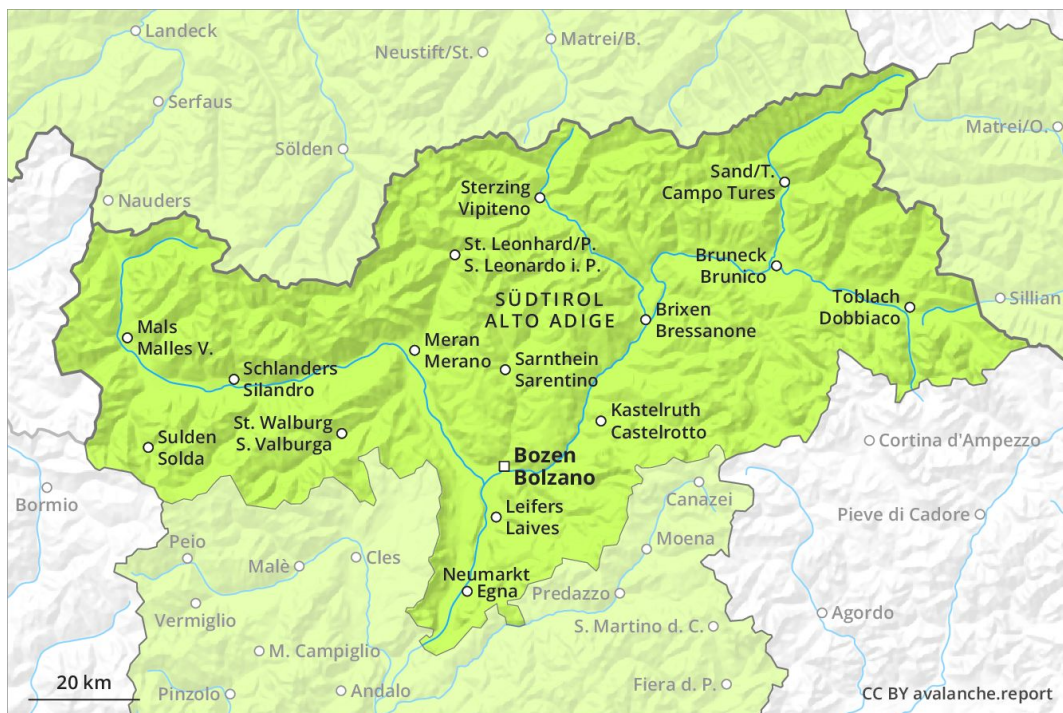 Landeck
Neustift/St.
Matrei/B.
Serfaus
Matrei/O.
Sölden
Sand/T.
Campo Tures
Sterzing
Vipiteno
Nauders
St. Leonhard/P.
S. Leonardo i. P.
Bruneck
Brunico
SÜDTIROL
ALTO ADIGE
Toblach
Dobbiaco
Sillian
Brixen
Bressanone
Mals
Malles V.
Meran
Merano
Sarnthein
Sarentino
Schlanders
Silandro
Kastelruth
Castelrotto
St. Walburg
S. Valburga
Sulden
Solda
Cortina d'Ampezzo
Bozen
Bolzano
Bormio
Canazei
Leifers
Laives
Pieve di Cadore
Peio
Moena
Malè
Cles
Neumarkt
Egna
Predazzo
Vermiglio
Agordo
S. Martino d. C.
M. Campiglio
20 km
Pinzolo
Andalo
Fiera d. P.
CC BY avalanche.report